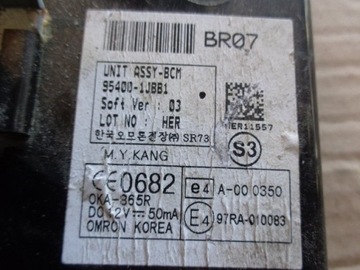 BR07
UNIT ASSY-BCM
95400-1JBB1
Soft Ver : 03
LOT NO : HER
HER11557
한국오므론전장㈜ SR73
S3
M.Y.KANG
CE0682
e4 A-00 0350
OKA-865R
DC 12V 50mA
E4 97RA-010083
OMRON KOREA